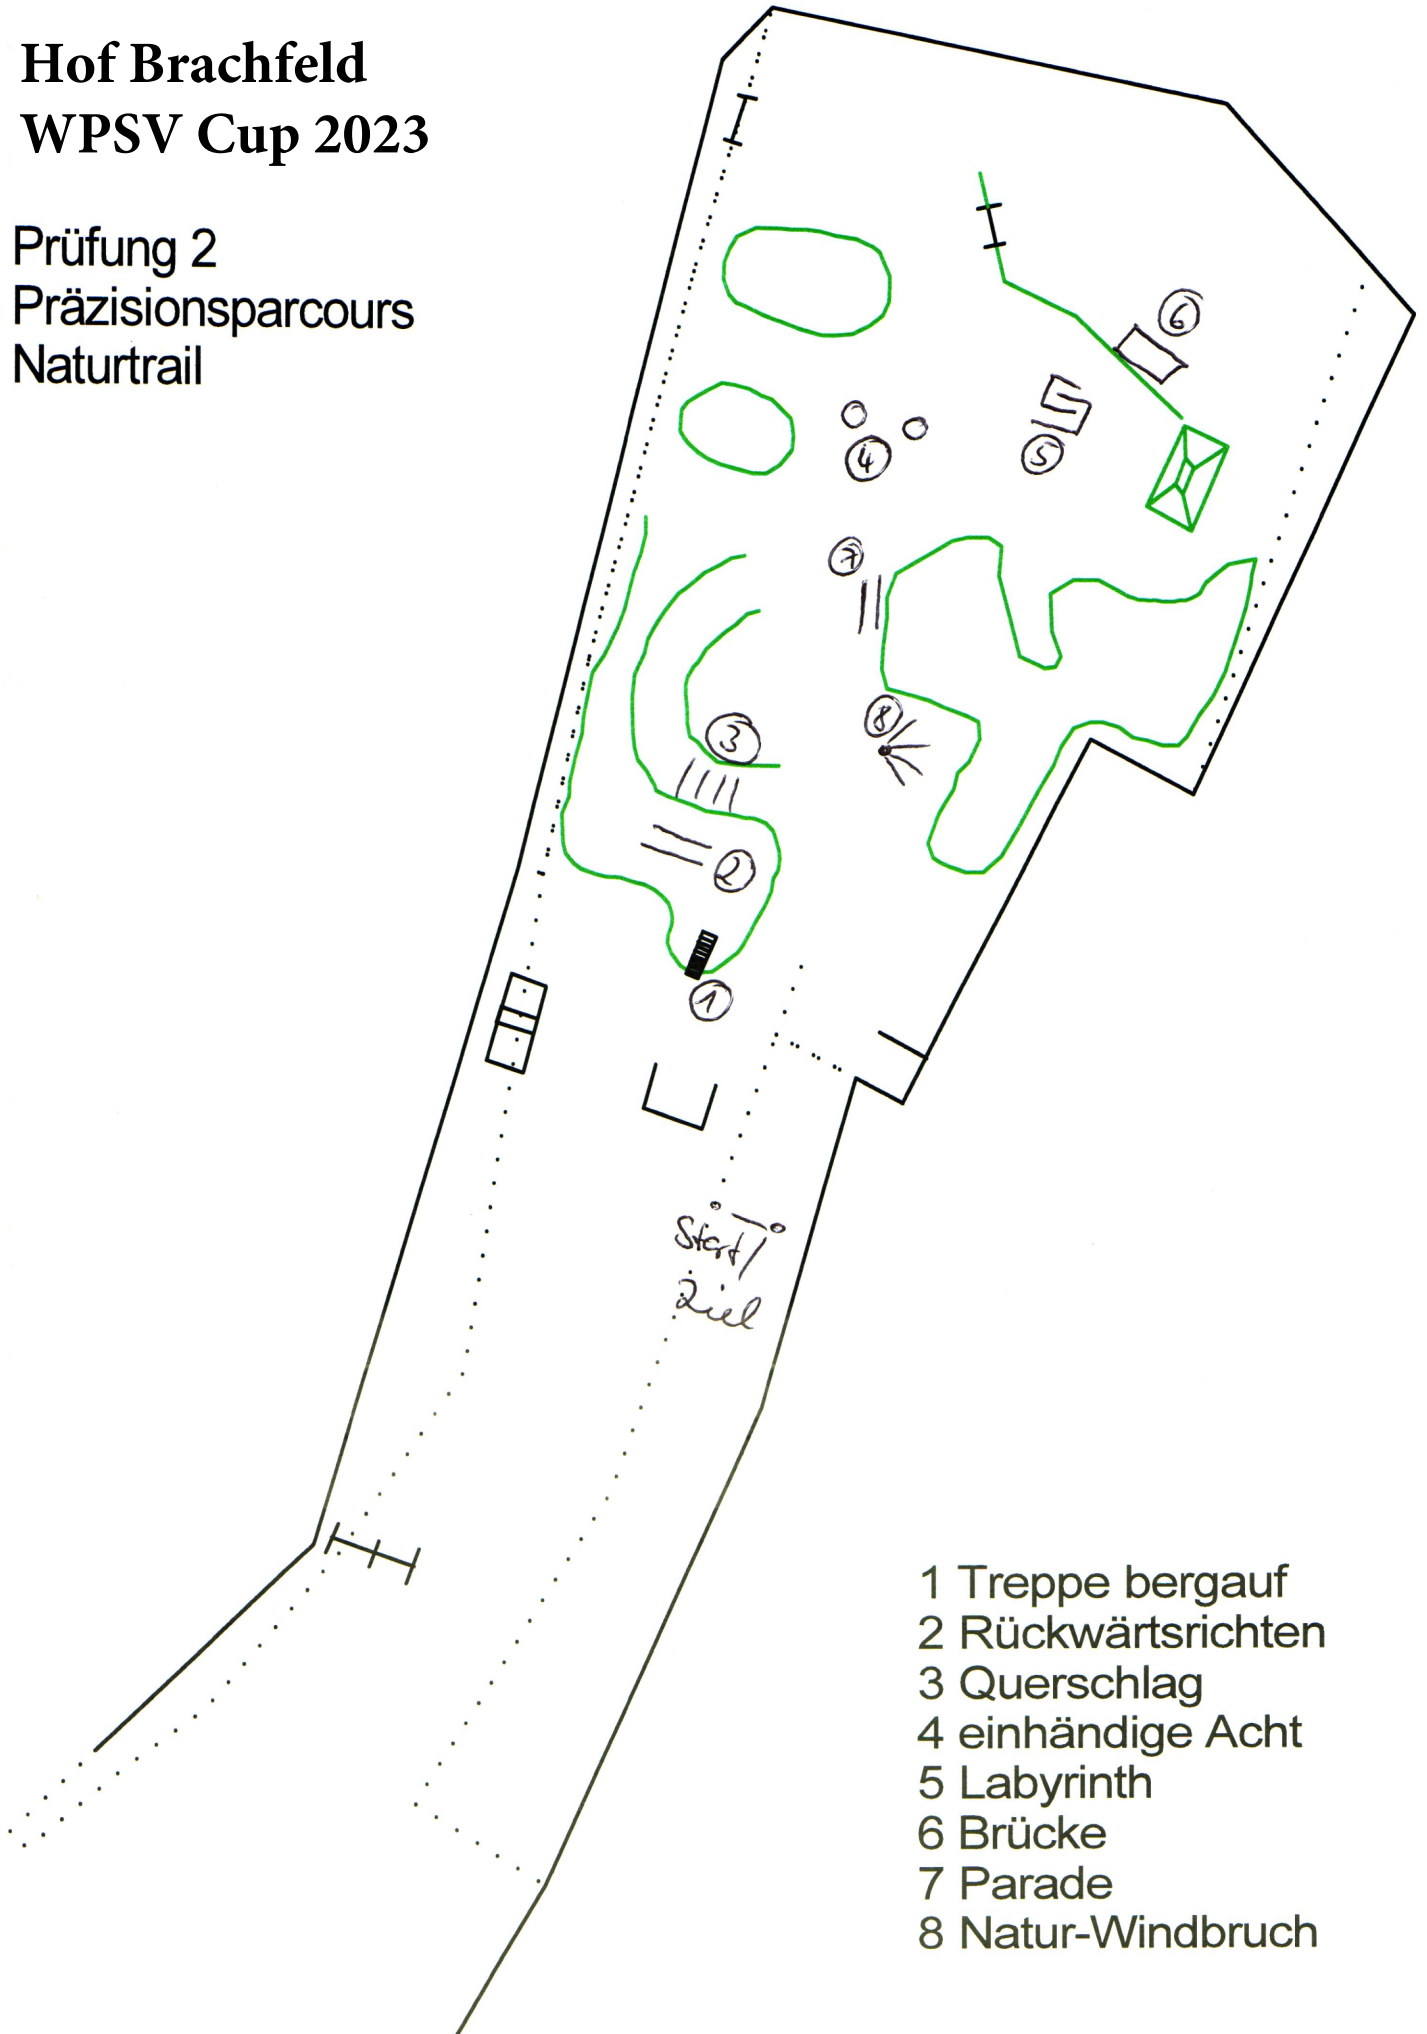 Hof Brachfeld
WPSV Cup 2023
Prüfung 2
Präzisionsparcours
Naturtrail
6
5
4
7
8
3
2
1
Start/
Ziel
1 Treppe bergauf
2 Rückwärtsrichten
3 Querschlag
4 einhändige Acht
5 Labyrinth
6 Brücke
7 Parade
8 Natur-Windbruch